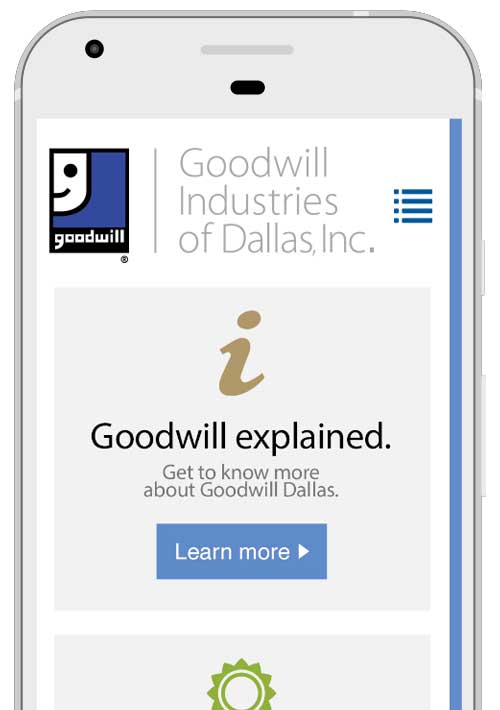 goodwill
®
Goodwill
Industries
of Dallas, Inc.
i
Goodwill explained.
Get to know more
about Goodwill Dallas.
Learn more